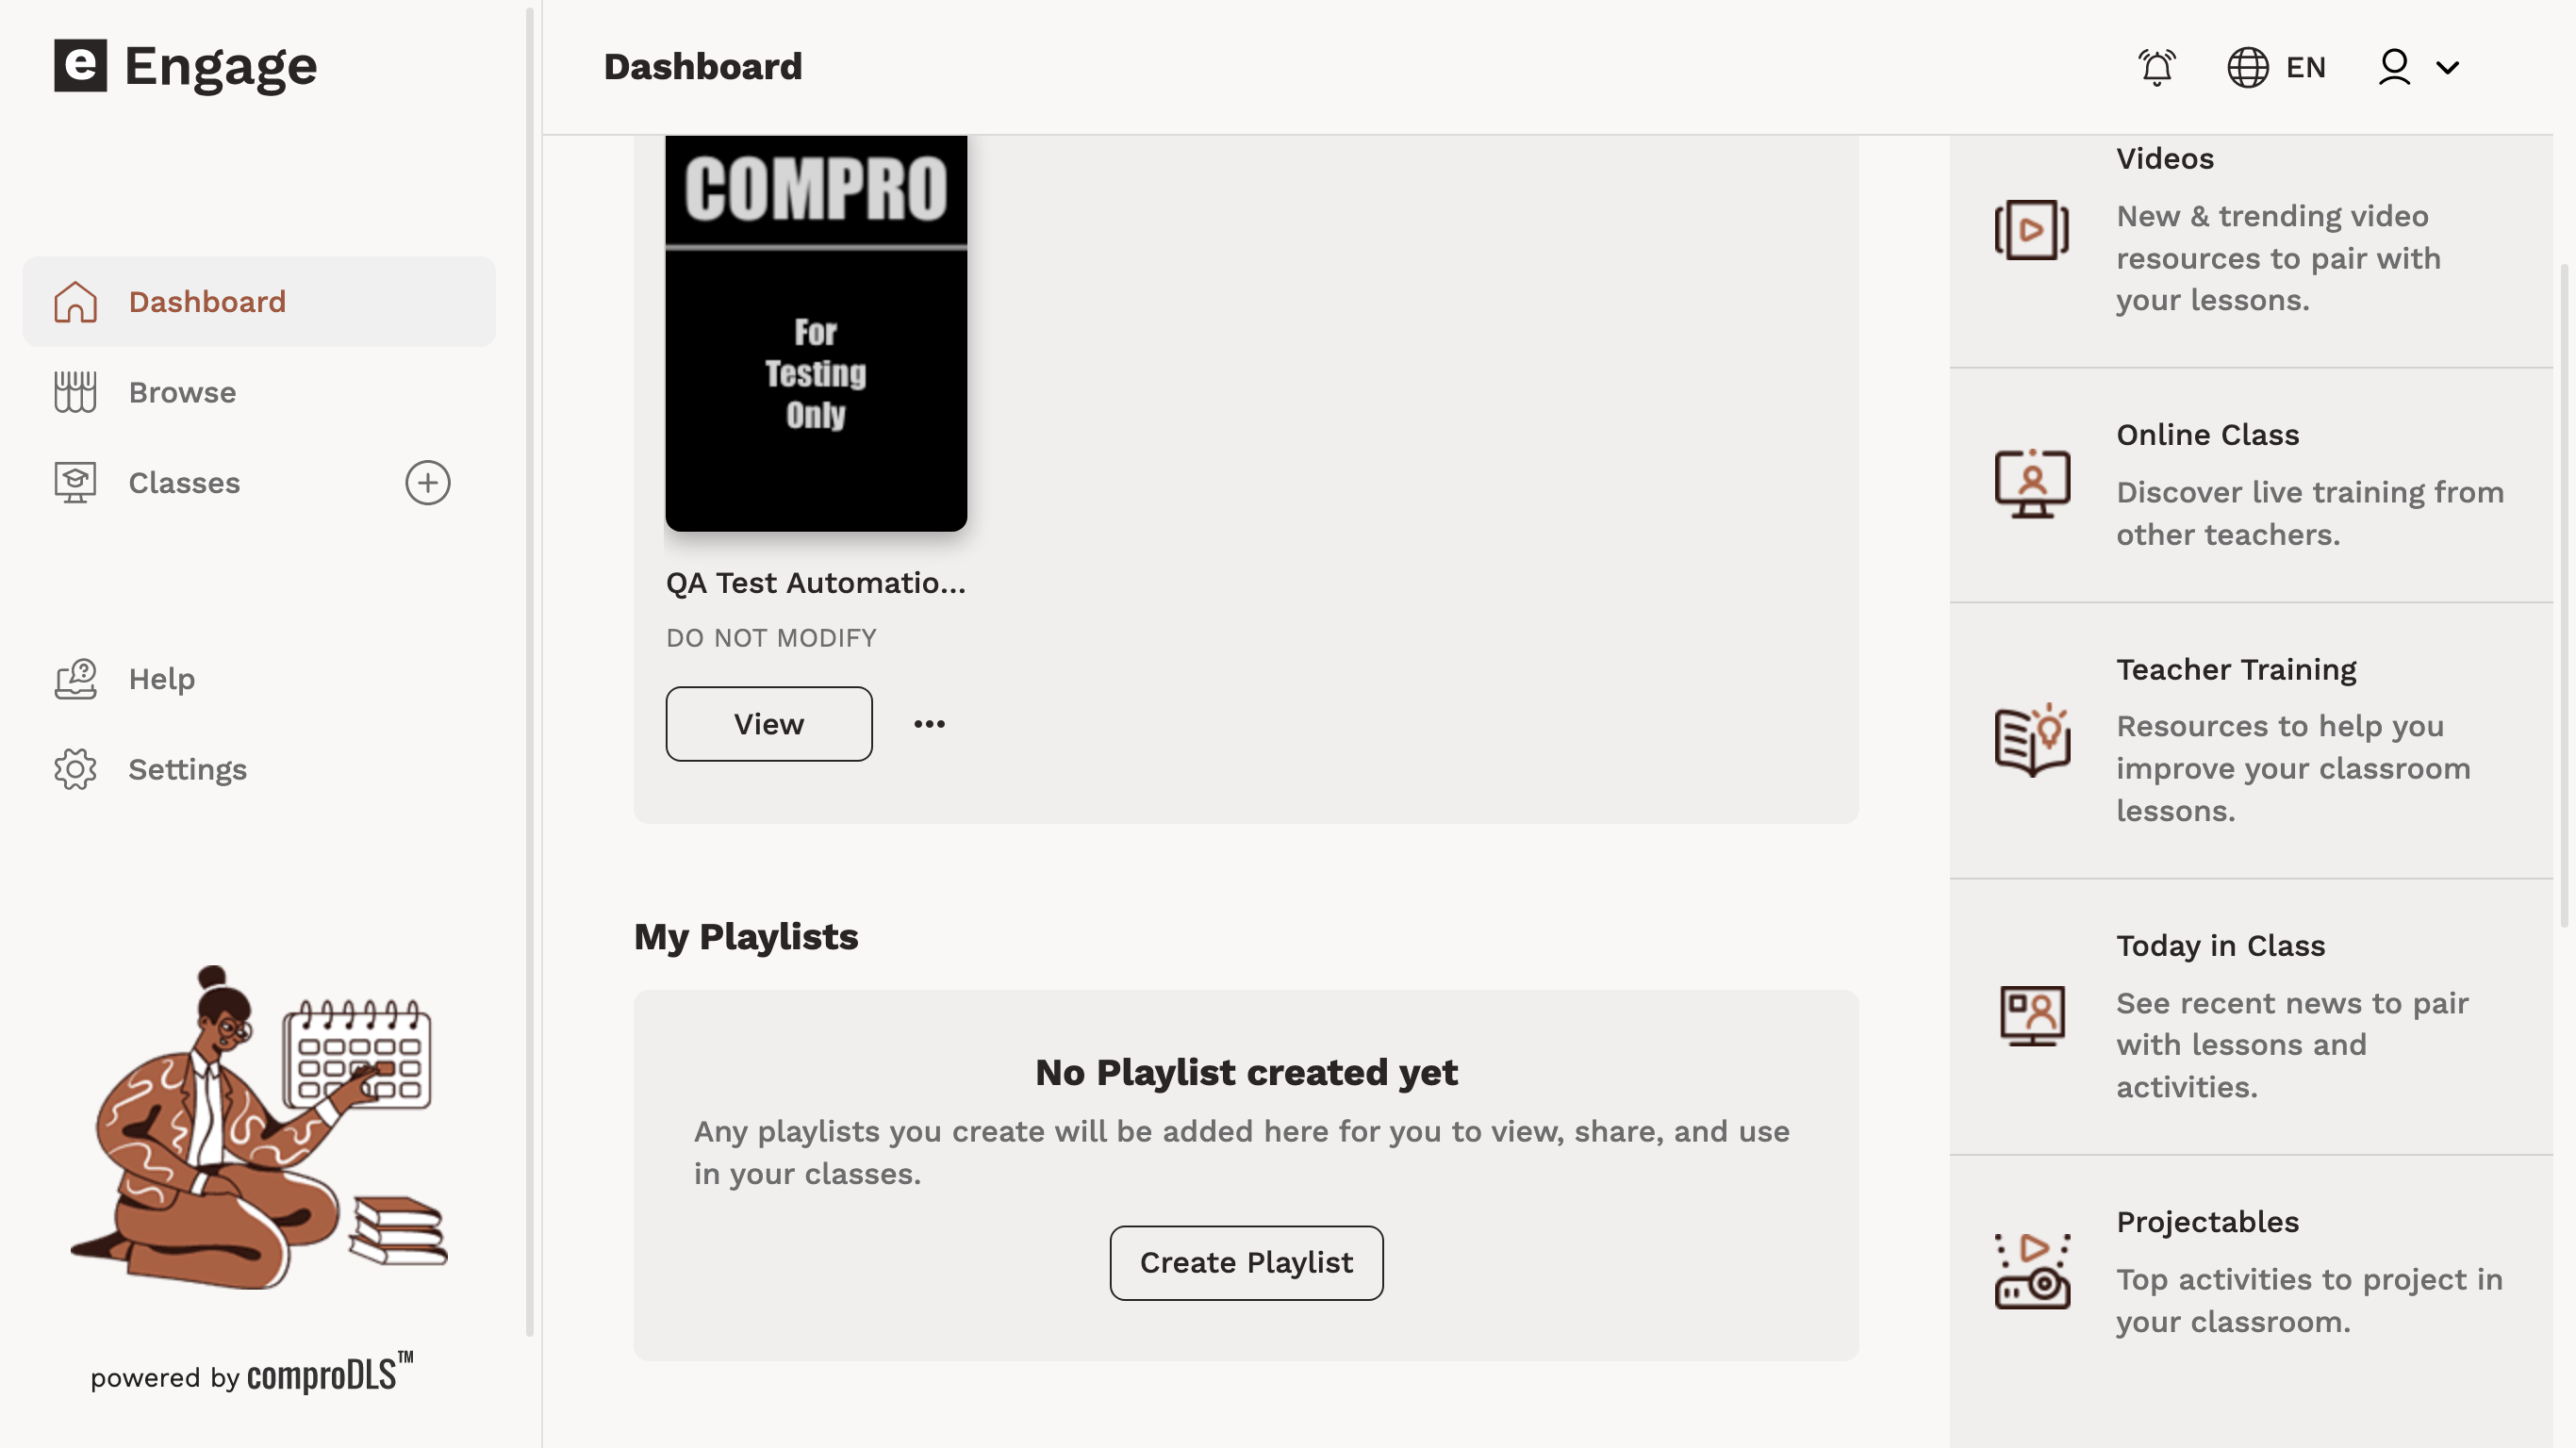 e Engage
Dashboard
Browse
Classes
Help
Settings
powered by comproDLS™
Dashboard
EN
COMPRO
For
Testing
Only
QA Test Automatio...
DO NOT MODIFY
View
My Playlists
No Playlist created yet
Any playlists you create will be added here for you to view, share, and use
in your classes.
Create Playlist
Videos
New & trending video
resources to pair with
your lessons.
Online Class
Discover live training from
other teachers.
Teacher Training
Resources to help you
improve your classroom
lessons.
Today in Class
See recent news to pair
with lessons and
activities.
Projectables
Top activities to project in
your classroom.